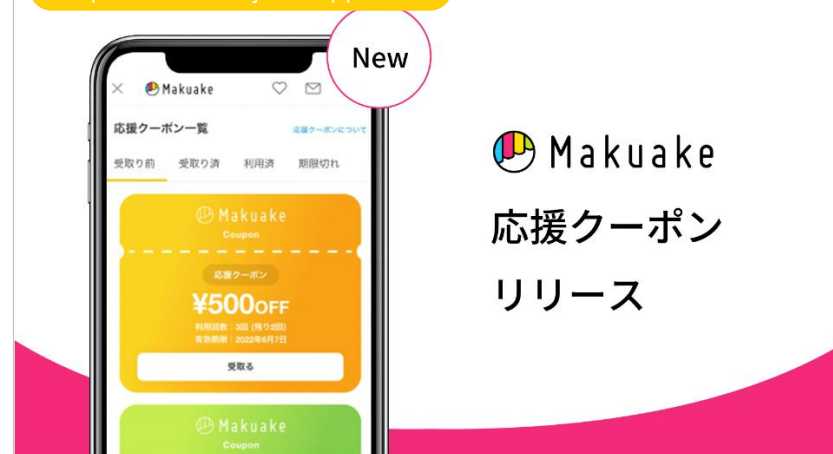 New
Makuake
応援クーポン一覧
応援クーポンについて
受取り前 受取り済 利用済 期限切れ
Makuake
Coupon
応援クーポン
¥500OFF
利用回数：3回 (残り2回)
有効期限：2022年6月7日
受取る
Makuake
Coupon
Makuake
応援クーポン
リリース